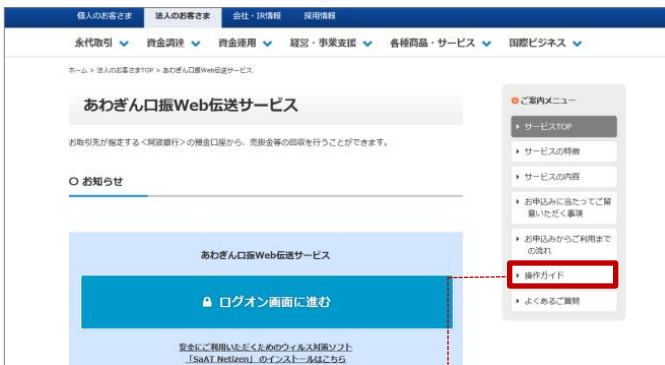 個人のお客さま 法人のお客さま 会社・IR情報 採用情報
永代取引 資金調達 資金運用 経営・事業支援 各種商品・サービス 国際ビジネス
ホーム > 法人のお客さまTOP > あわぎん口振Web伝送サービス
あわぎん口振Web伝送サービス
お取引先が指定する＜阿波銀行＞の預金口座から、売掛金等の回収を行うことができます。
お知らせ
あわぎん口振Web伝送サービス
ログオン画面に進む
安全にご利用いただくためのウィルス対策ソフト
「SaAT Netizen」のインストールはこちら
ご案内メニュー
サービスTOP
サービスの特徴
サービスの内容
お申込みに当たってご留
意いただく事項
お申込みからご利用まで
の流れ
操作ガイド
よくあるご質問